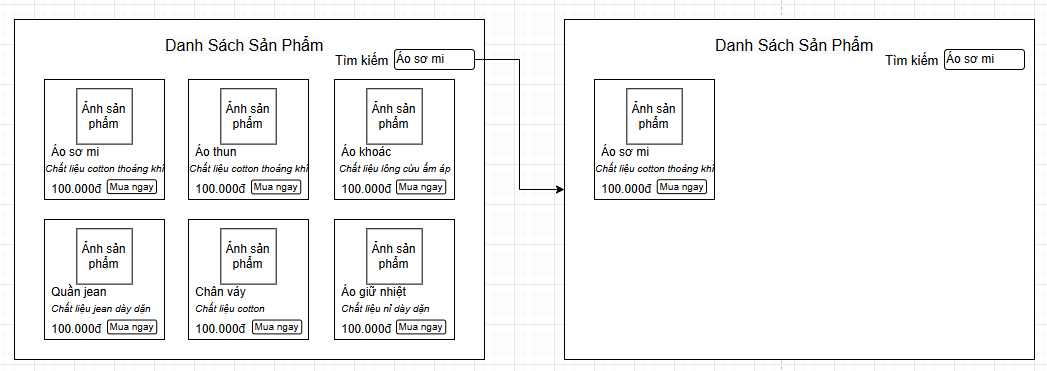 Danh Sách Sản Phẩm
Tìm kiếm Áo sơ mi
Ảnh sản
phẩm
Áo sơ mi
Chất liệu cotton thoáng khí
100.000đ Mua ngay
Ảnh sản
phẩm
Áo thun
Chất liệu cotton thoáng khí
100.000đ Mua ngay
Ảnh sản
phẩm
Áo khoác
Chất liệu lông cừu ấm áp
100.000đ Mua ngay
Ảnh sản
phẩm
Quần jean
Chất liệu jean dày dặn
100.000đ Mua ngay
Ảnh sản
phẩm
Chân váy
Chất liệu cotton
100.000đ Mua ngay
Ảnh sản
phẩm
Áo giữ nhiệt
Chất liệu nỉ dày dặn
100.000đ Mua ngay
Danh Sách Sản Phẩm
Tìm kiếm Áo sơ mi
Ảnh sản
phẩm
Áo sơ mi
Chất liệu cotton thoáng khí
100.000đ Mua ngay